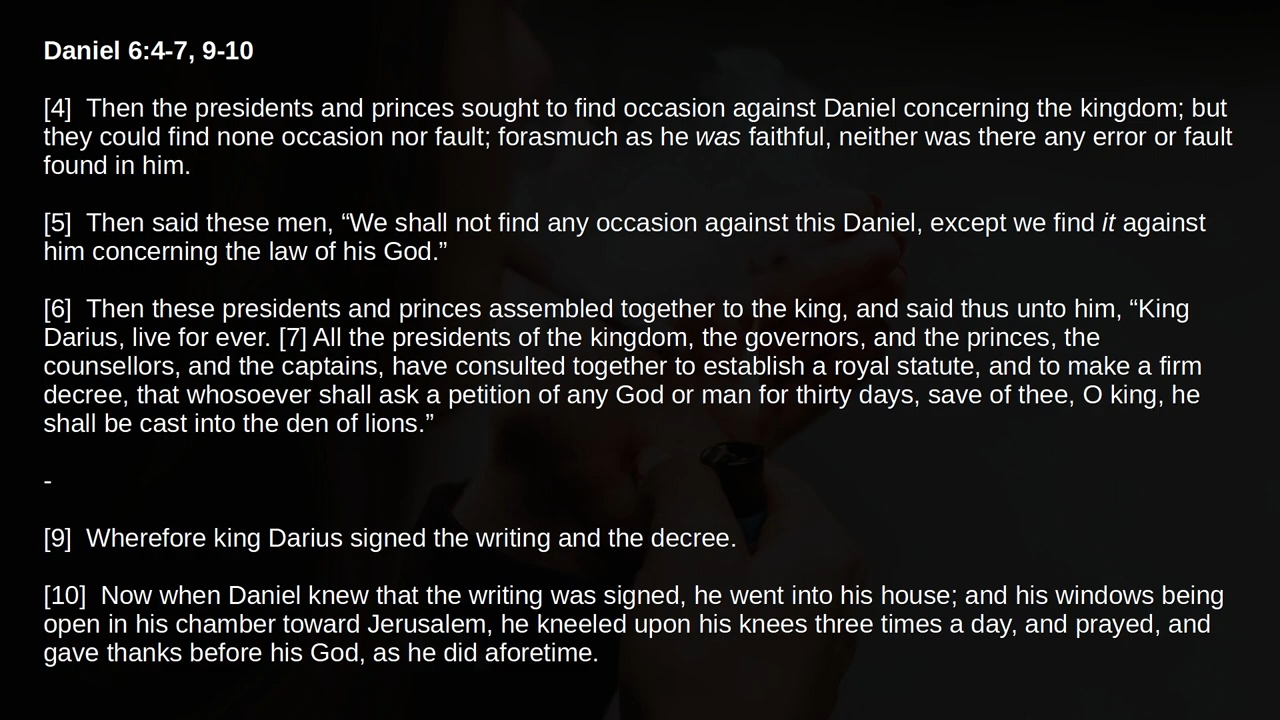 Daniel 6:4-7, 9-10
[4]  Then the presidents and princes sought to find occasion against Daniel concerning the kingdom; but
they could find none occasion nor fault; forasmuch as he was faithful, neither was there any error or fault
found in him.
[5]  Then said these men, “We shall not find any occasion against this Daniel, except we find it against
him concerning the law of his God.”
[6]  Then these presidents and princes assembled together to the king, and said thus unto him, “King
Darius, live for ever. [7] All the presidents of the kingdom, the governors, and the princes, the
counsellors, and the captains, have consulted together to establish a royal statute, and to make a firm
decree, that whosoever shall ask a petition of any God or man for thirty days, save of thee, O king, he
shall be cast into the den of lions.”
-
[9]  Wherefore king Darius signed the writing and the decree.
[10]  Now when Daniel knew that the writing was signed, he went into his house; and his windows being
open in his chamber toward Jerusalem, he kneeled upon his knees three times a day, and prayed, and
gave thanks before his God, as he did aforetime.